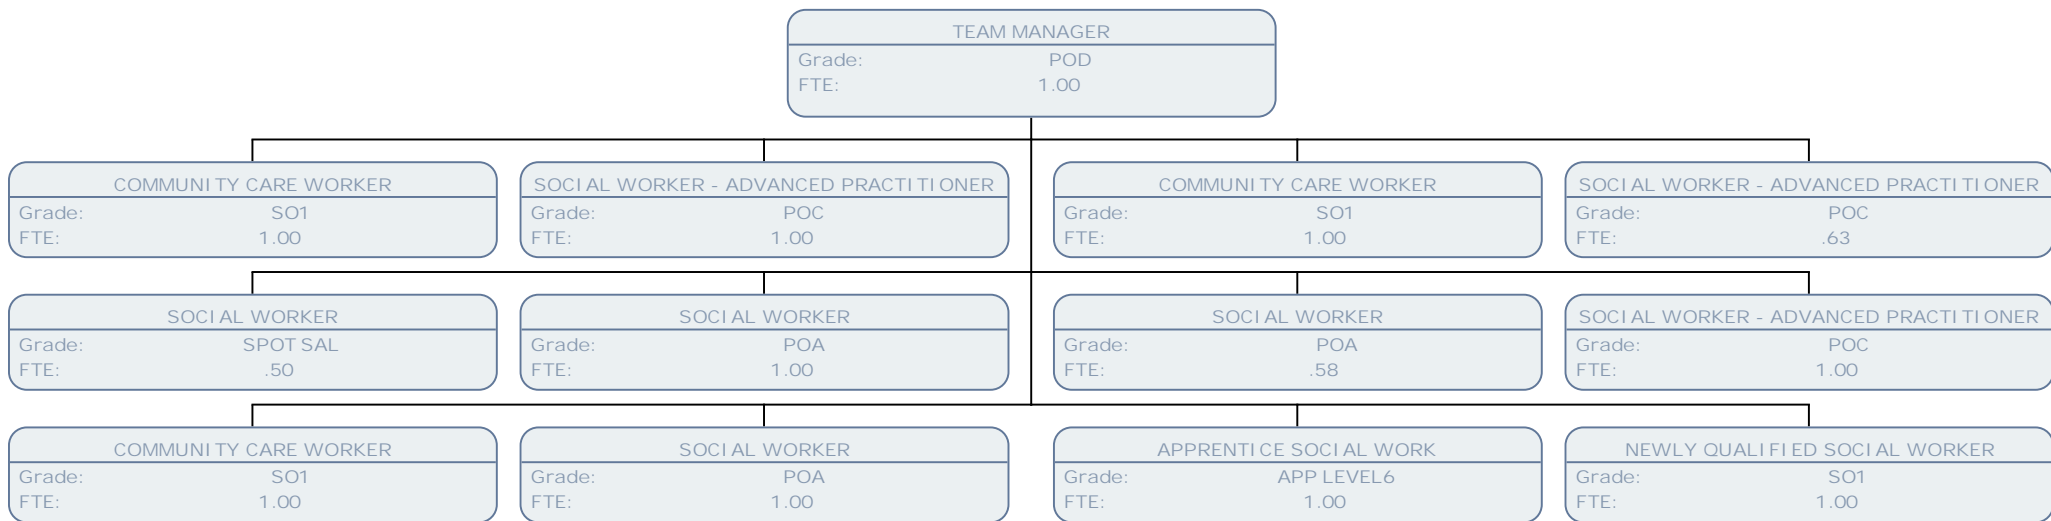 TEAM MANAGER
Grade: POD
FTE: 1.00
COMMUNITY CARE WORKER
Grade: SO1
FTE: 1.00
SOCIAL WORKER - ADVANCED PRACTITIONER
Grade: POC
FTE: 1.00
COMMUNITY CARE WORKER
Grade: SO1
FTE: 1.00
SOCIAL WORKER - ADVANCED PRACTITIONER
Grade: POC
FTE: .63
SOCIAL WORKER
Grade: SPOT SAL
FTE: .50
SOCIAL WORKER
Grade: POA
FTE: 1.00
SOCIAL WORKER
Grade: POA
FTE: .58
SOCIAL WORKER - ADVANCED PRACTITIONER
Grade: POC
FTE: 1.00
COMMUNITY CARE WORKER
Grade: SO1
FTE: 1.00
SOCIAL WORKER
Grade: POA
FTE: 1.00
APPRENTICE SOCIAL WORK
Grade: APP LEVEL6
FTE: 1.00
NEWLY QUALIFIED SOCIAL WORKER
Grade: SO1
FTE: 1.00